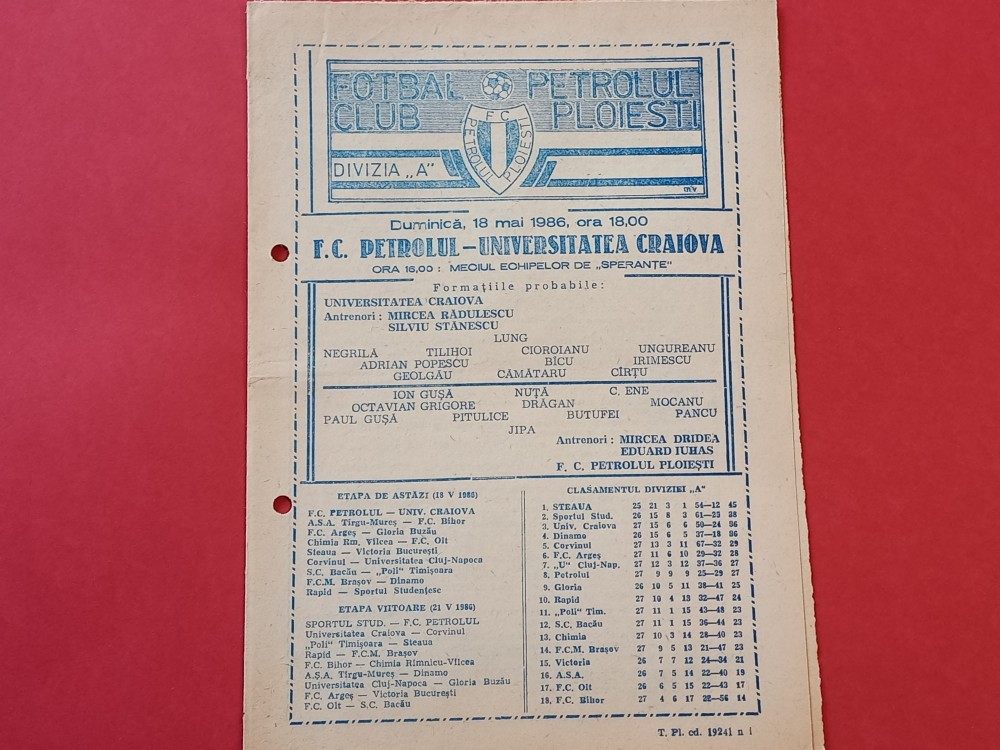 FOTBAL PETROLUL
CLUB PLOIESTI
F C
PETROLUL PLOIEȘTI
DIVIZIA „A"
Duminică, 18 mai 1986, ora 18,00
F.C. PETROLUL – UNIVERSITATEA CRAIOVA
ORA 16,00 : MECIUL ECHIPELOR DE „SPERANȚE"
Formațiile probabile:
UNIVERSITATEA CRAIOVA
Antrenori : MIRCEA RĂDULESCU
SILVIU STĂNESCU
LUNG
NEGRILĂ TILIHOI CIOROIANU UNGUREANU
ADRIAN POPESCU BÎCU IRIMESCU
GEOLGĂU CĂMĂTARU CÎRȚU
ION GUȘĂ NUȚĂ C. ENE
OCTAVIAN GRIGORE DRĂGAN MOCANU
PAUL GUȘĂ PITULICE BUTUFEI PANCU
JIPA
Antrenori : MIRCEA DRIDEA
EDUARD IUHAS
F. C. PETROLUL PLOIEȘTI
ETAPA DE ASTĂZI (18 V 1986)
F.C. PETROLUL — UNIV. CRAIOVA
A.S.A. Tîrgu-Mureș — F.C. Bihor
F.C. Argeș — Gloria Buzău
Chimia Rm. Vîlcea — F.C. Olt
Steaua — Victoria București
Corvinul — Universitatea Cluj-Napoca
S.C. Bacău — „Poli" Timișoara
F.C.M. Brașov — Dinamo
Rapid — Sportul Studențesc
ETAPA VIITOARE (21 V 1986)
SPORTUL STUD. — F.C. PETROLUL
Universitatea Craiova — Corvinul
„Poli" Timișoara — Steaua
Rapid — F.C.M. Brașov
F.C. Bihor — Chimia Rîmnicu-Vîlcea
A.S.A. Tîrgu-Mureș — Dinamo
Universitatea Cluj-Napoca — Gloria Buzău
F.C. Argeș — Victoria București
F.C. Olt — S.C. Bacău
CLASAMENTUL DIVIZIEI „A"
1. STEAUA 25 21 3 1 54—12 45
2. Sportul Stud. 26 15 8 3 61—25 38
3. Univ. Craiova 27 15 6 6 50—24 36
4. Dinamo 26 15 6 5 37—18 36
5. Corvinul 27 13 3 11 67—32 29
6. F.C. Argeș 27 11 6 10 29—32 28
7. „U" Cluj-Nap. 27 12 3 12 37—36 27
8. Petrolul 27 9 9 9 25—29 27
9. Gloria 26 10 5 11 38—41 25
10. Rapid 27 10 4 13 32—47 24
11. „Poli" Tim. 27 11 1 15 43—48 23
12. S.C. Bacău 27 11 1 15 36—44 23
13. Chimia 27 10 3 14 28—40 23
14. F.C.M. Brașov 27 9 5 13 21—47 23
15. Victoria 26 7 7 12 24—34 21
16. A.S.A. 26 7 5 14 22—40 19
17. F.C. Olt 26 6 5 15 22—43 17
18. F.C. Bihor 27 4 6 17 22—56 14
T. Pl. cd. 19241 n i